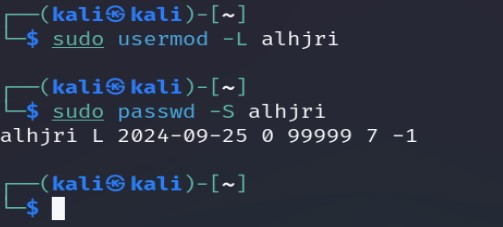 ┌──(kali㉿kali)-[~]
└─$ sudo usermod -L alhjri
┌──(kali㉿kali)-[~]
└─$ sudo passwd -S alhjri
alhjri L 2024-09-25 0 99999 7 -1
┌──(kali㉿kali)-[~]
└─$